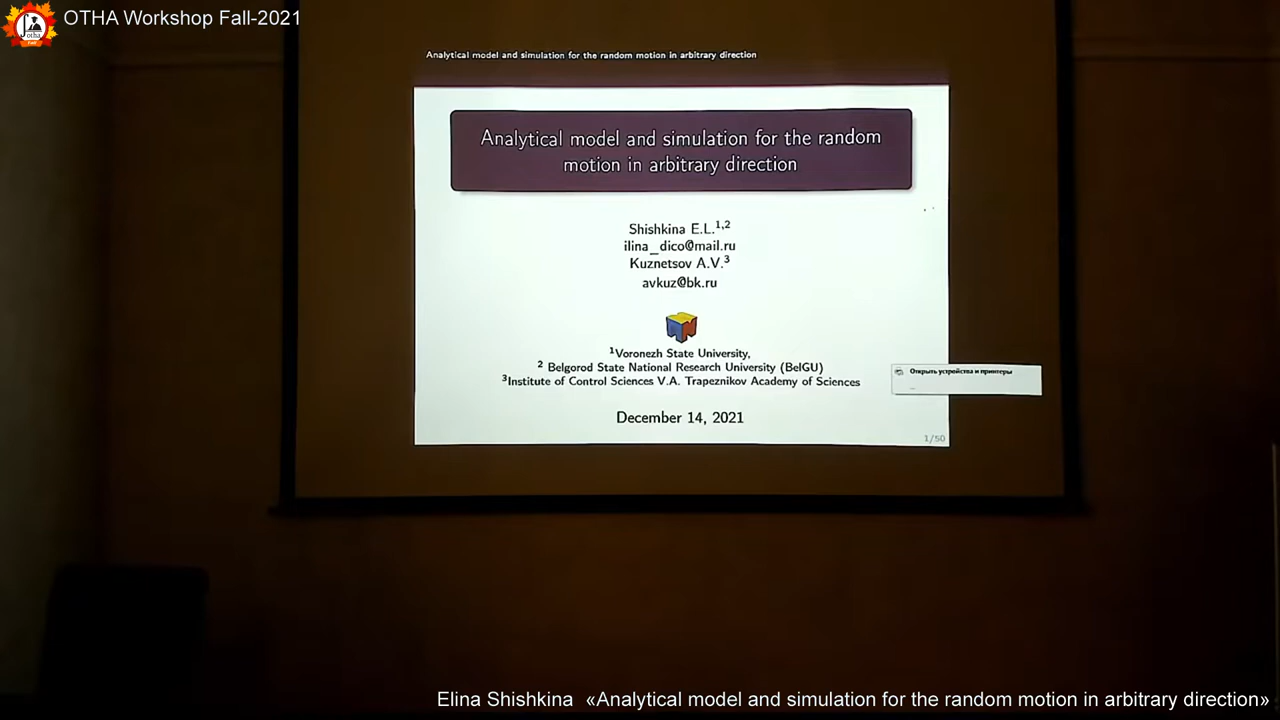 OTHA Workshop Fall-2021
Analytical model and simulation for the random motion in arbitrary direction
Analytical model and simulation for the random
motion in arbitrary direction
Shishkina E.L.1,2
ilina_dico@mail.ru
Kuznetsov A.V.3
avkuz@bk.ru
1Voronezh State University,
2 Belgorod State National Research University (BelGU)
3Institute of Control Sciences V.A. Trapeznikov Academy of Sciences
Открыть устройства и принтеры
December 14, 2021
1/50
Elina Shishkina «Analytical model and simulation for the random motion in arbitrary direction»